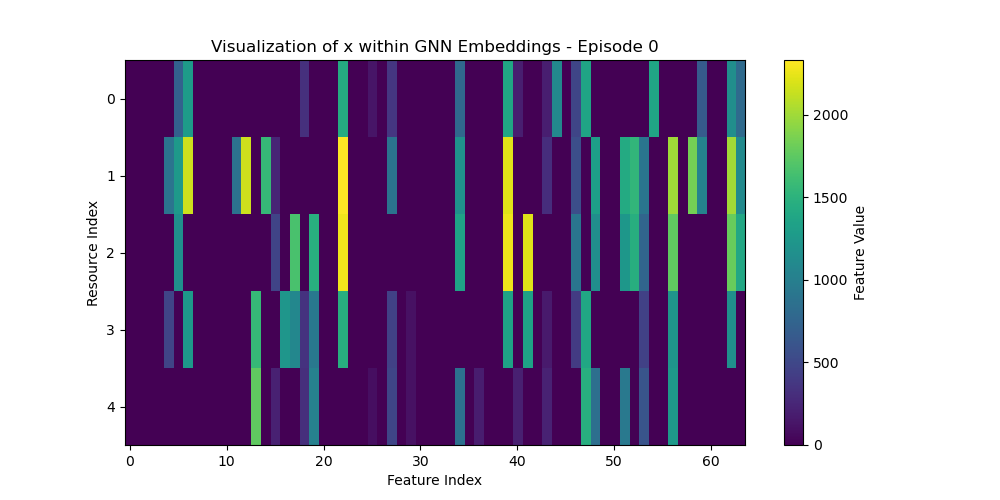 Visualization of x within GNN Embeddings - Episode 0
0
1
2
3
4
Resource Index
0 10 20 30 40 50 60
Feature Index
2000
1500
1000
500
0
Feature Value